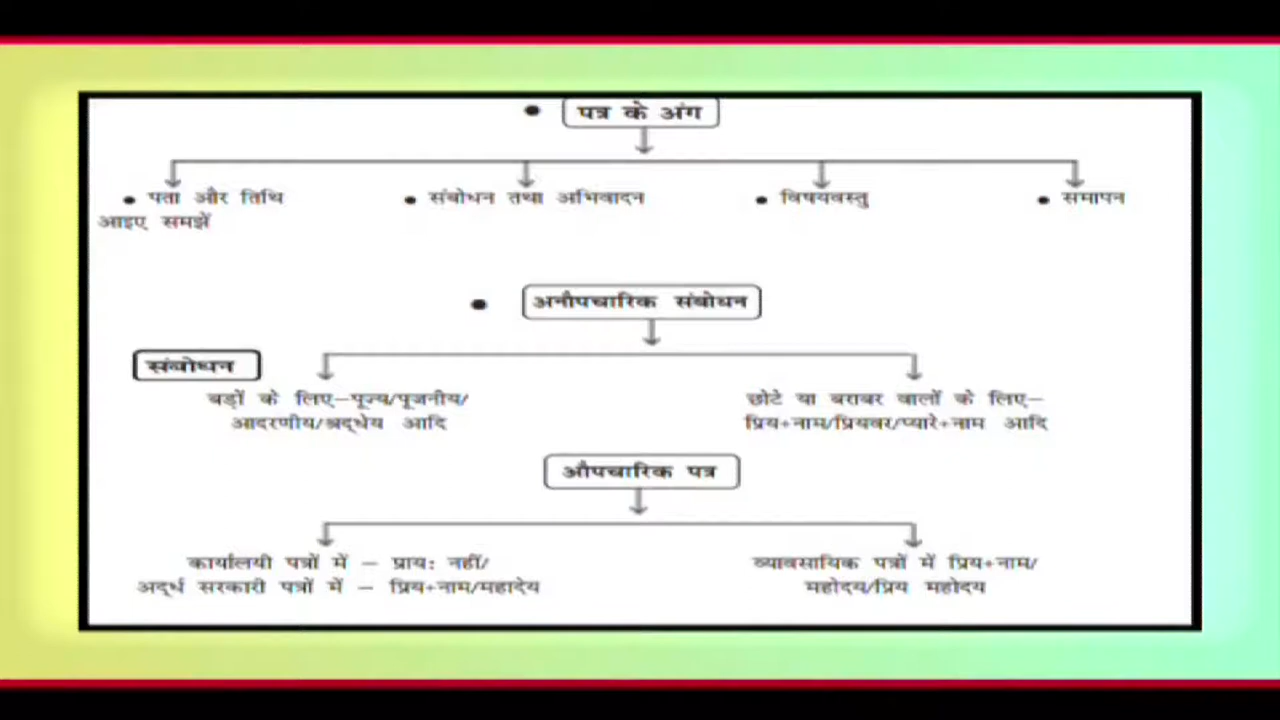 • पत्र के अंग
• पता और तिथि • संबोधन तथा अभिवादन • विषयवस्तु • समापन
आइए समझें
• अनौपचारिक संबोधन
संबोधन
बड़ों के लिए–पूज्य/पूजनीय/ छोटे या बराबर वालों के लिए–
आदरणीय/श्रद्धेय आदि प्रिय+नाम/प्रियवर/प्यारे+नाम आदि
औपचारिक पत्र
कार्यालयी पत्रों में – प्राय: नहीं/ व्यावसायिक पत्रों में प्रिय+नाम/
अर्द्ध सरकारी पत्रों में – प्रिय+नाम/महादेय महोदय/प्रिय महोदय